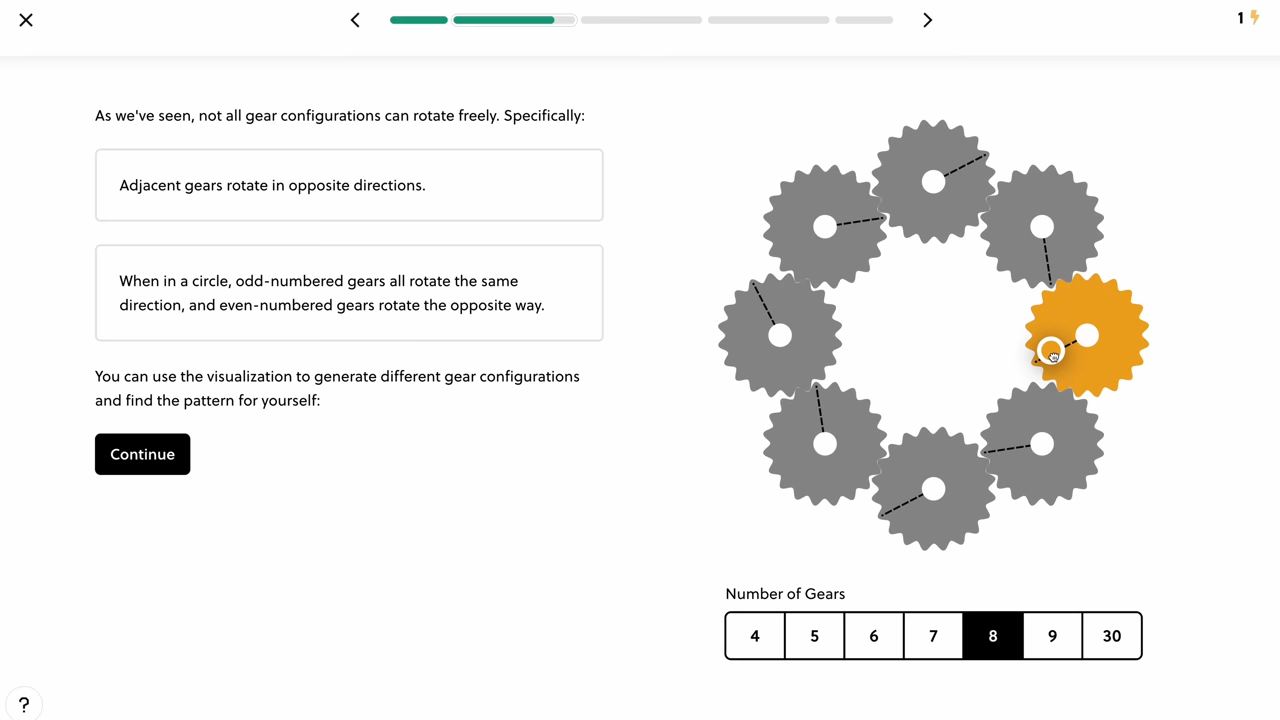 1
As we've seen, not all gear configurations can rotate freely. Specifically:
Adjacent gears rotate in opposite directions.
When in a circle, odd-numbered gears all rotate the same
direction, and even-numbered gears rotate the opposite way.
You can use the visualization to generate different gear configurations
and find the pattern for yourself:
Continue
Number of Gears
4 5 6 7 8 9 30
?